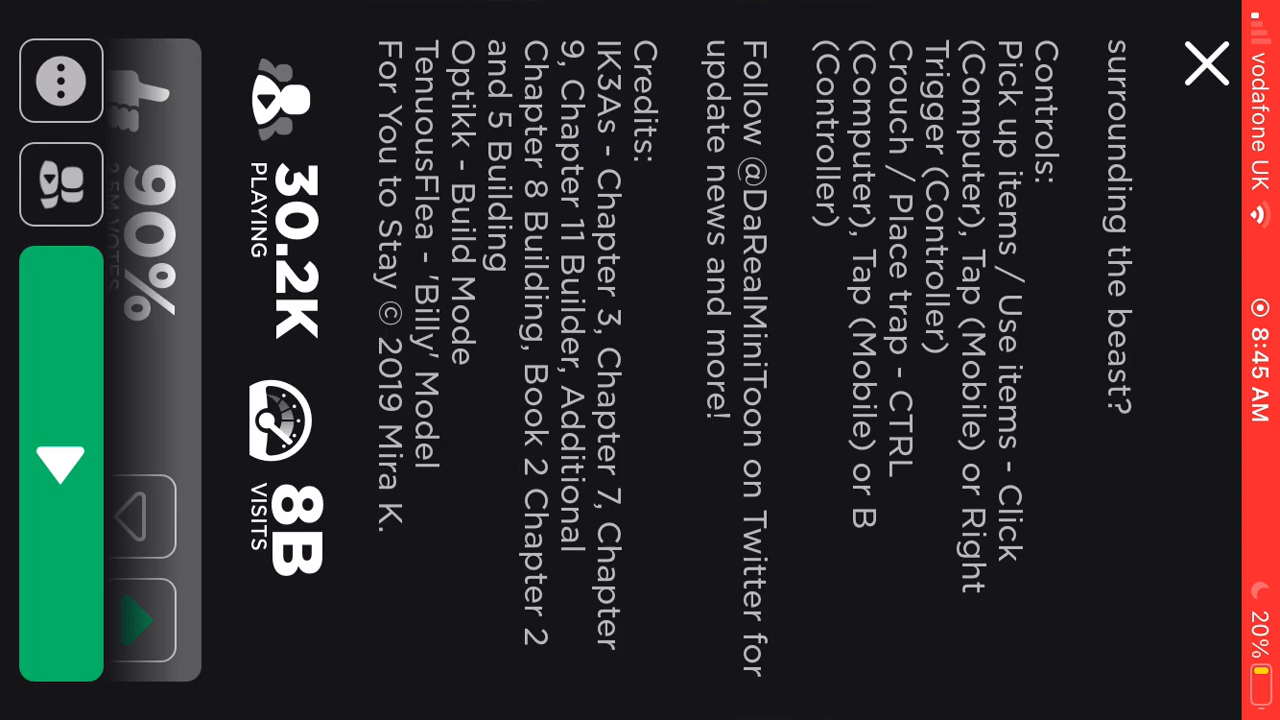 vodafone UK 8:45 AM 20%
surrounding the beast?
Controls:
Pick up items / Use items - Click
(Computer), Tap (Mobile) or Right
Trigger (Controller)
Crouch / Place trap - CTRL
(Computer), Tap (Mobile) or B
(Controller)
Follow @DaRealMiniToon on Twitter for
update news and more!
Credits:
IK3As - Chapter 3, Chapter 7, Chapter
9, Chapter 11 Builder, Additional
Chapter 8 Building, Book 2 Chapter 2
and 5 Building
Optikk - Build Mode
TenuousFlea - 'Billy' Model
For You to Stay © 2019 Mira K.
30.2K 8B
PLAYING VISITS
90%